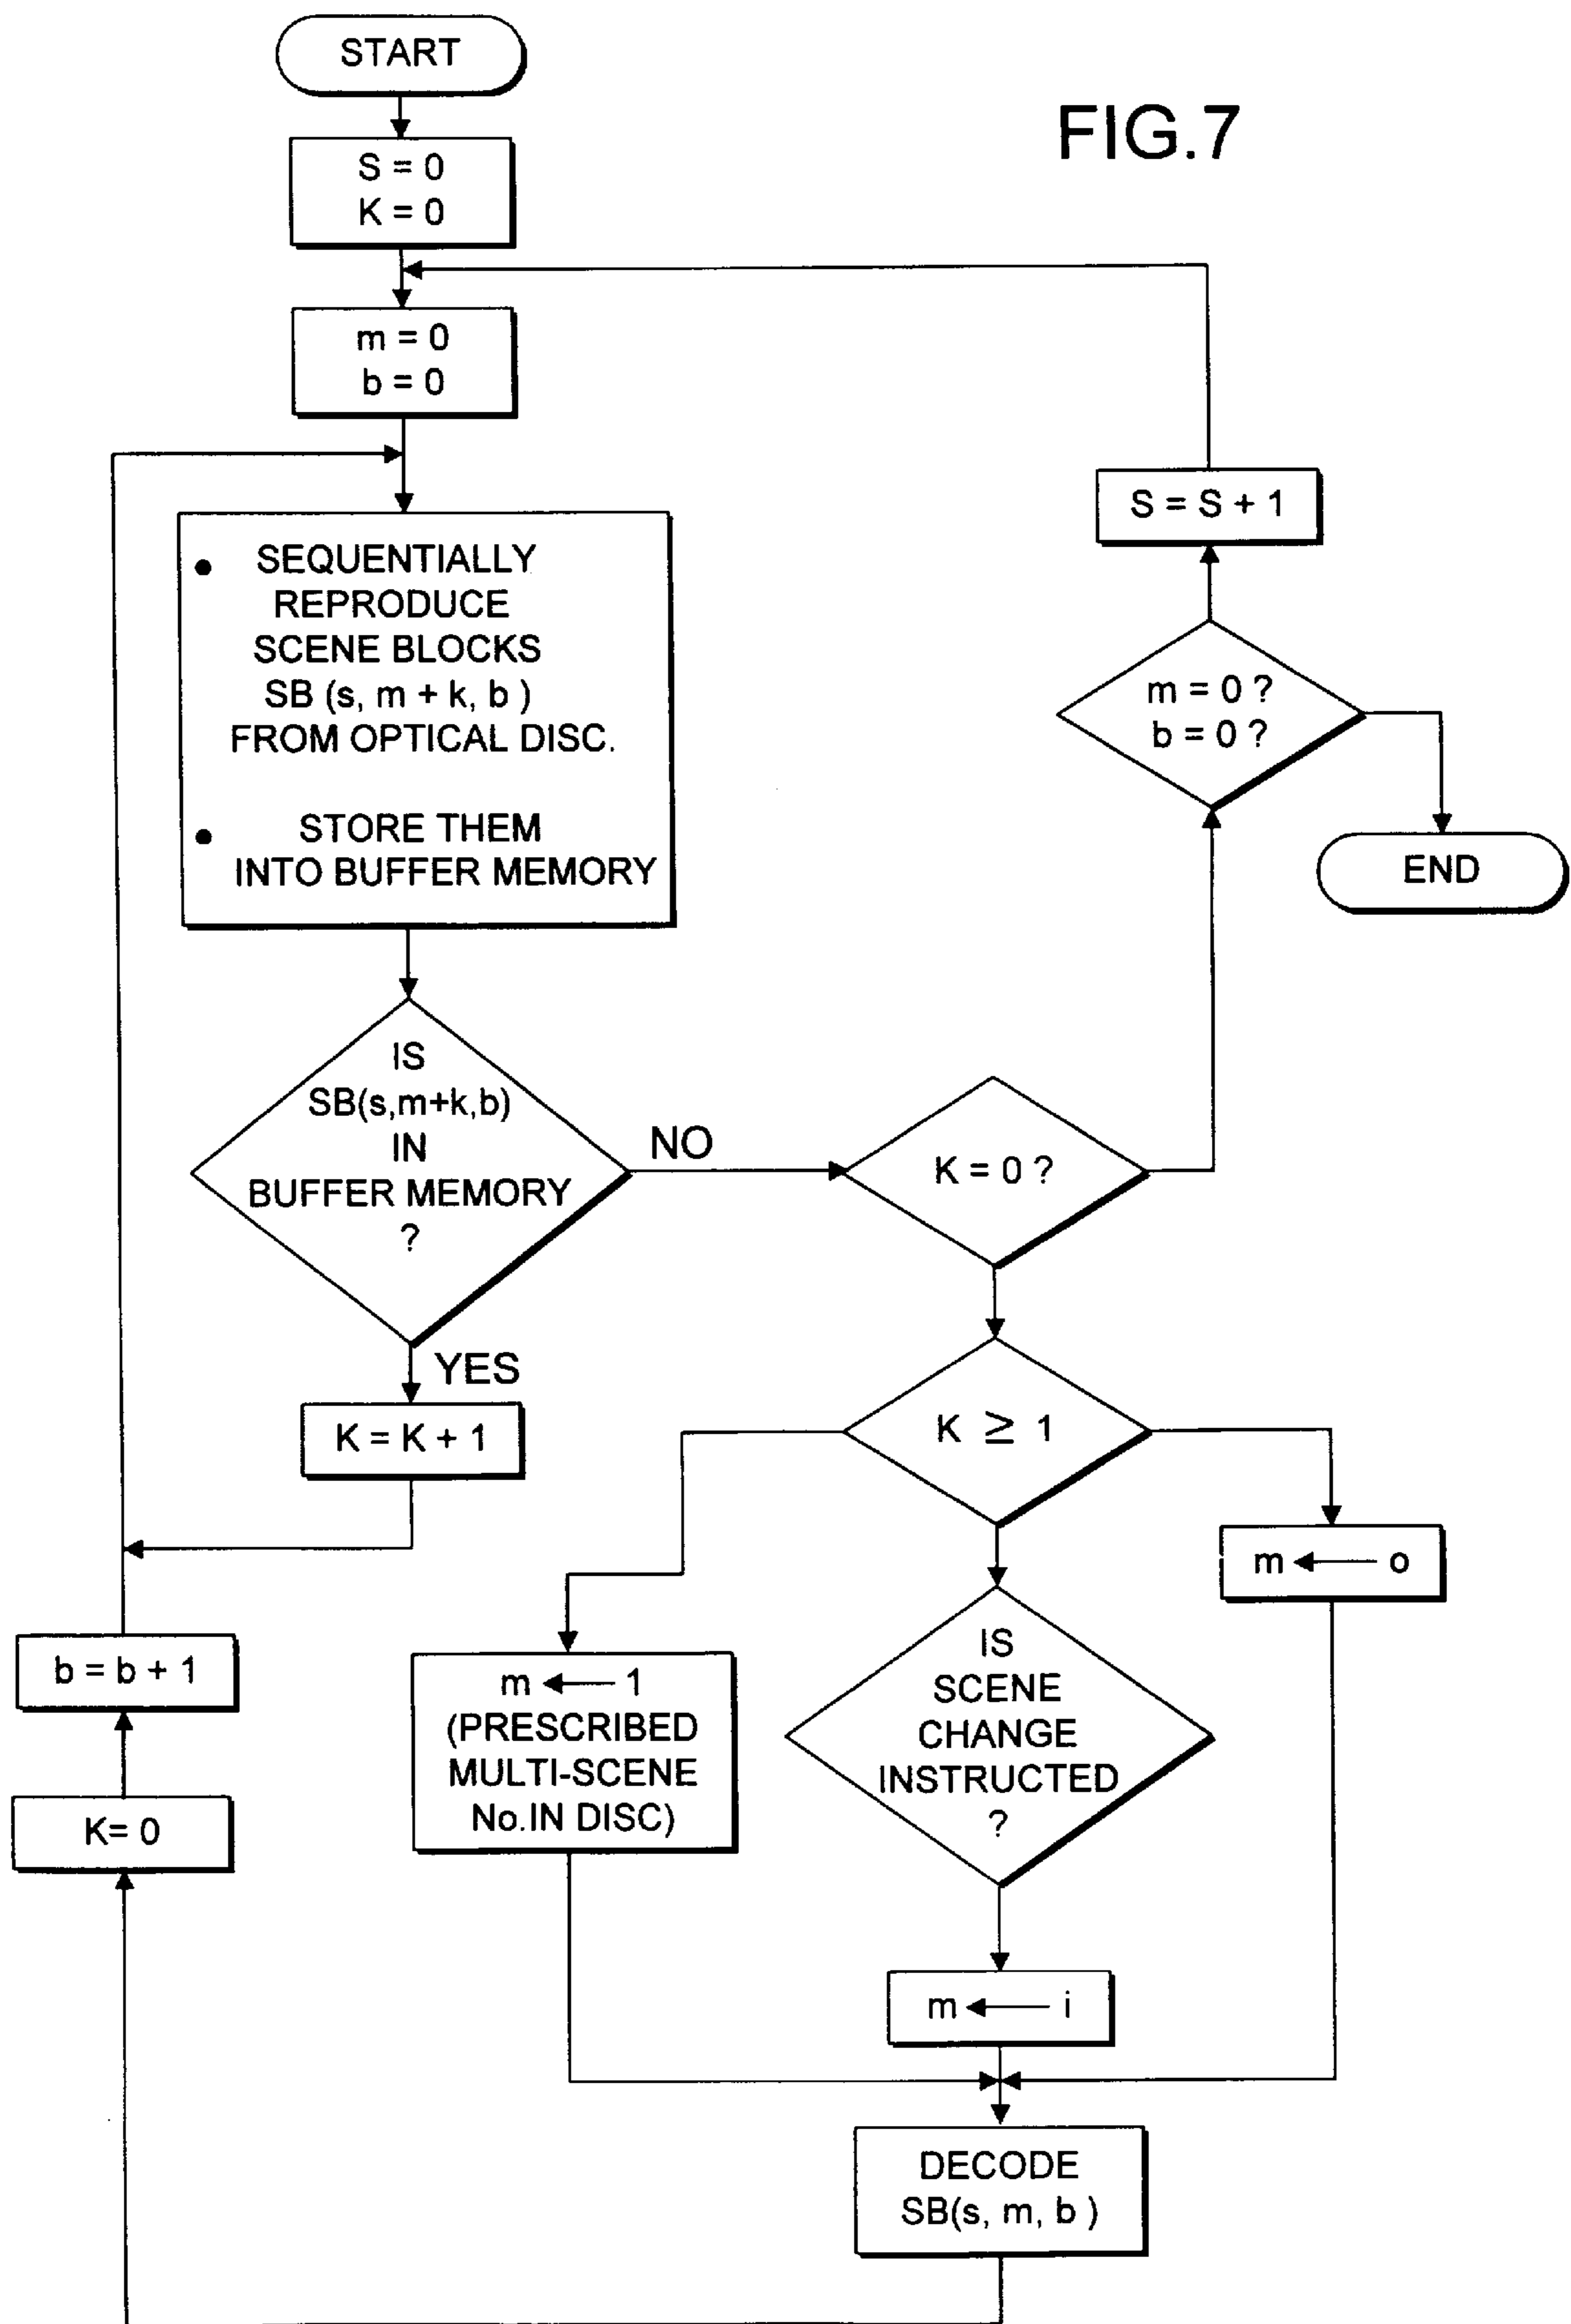 START
FIG.7
S = 0
K = 0
m = 0
b = 0
S = S + 1
• SEQUENTIALLY
REPRODUCE
SCENE BLOCKS
SB (s, m + k, b )
FROM OPTICAL DISC.
• STORE THEM
INTO BUFFER MEMORY
m = 0 ?
b = 0 ?
END
IS
SB(s,m+k,b)
IN
BUFFER MEMORY
?
NO
K = 0 ?
YES
K = K + 1
K ≥ 1
m ← o
b = b + 1
K= 0
m ← 1
(PRESCRIBED
MULTI-SCENE
No.IN DISC)
IS
SCENE
CHANGE
INSTRUCTED
?
m ← i
DECODE
SB(s, m, b )